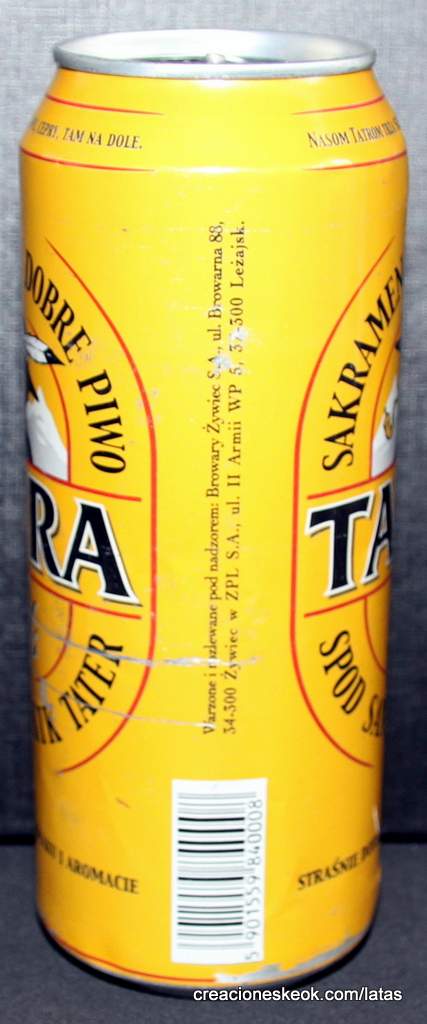 CEPRY, TAM NA DOLE.
NASOM TATROM
DOBRE PIWO
RA
TATER
I AROMACIE
Warzone i rozlewane pod nadzorem: Browary Żywiec S.A., ul. Browarna 88,
34-300 Żywiec w ZPL S.A., ul. II Armii WP 5, 37-300 Leżajsk.
5 901559 840008
SAKRAMEN
TA
SPOD SA
STRAŚNIE
creacioneskeok.com/latas